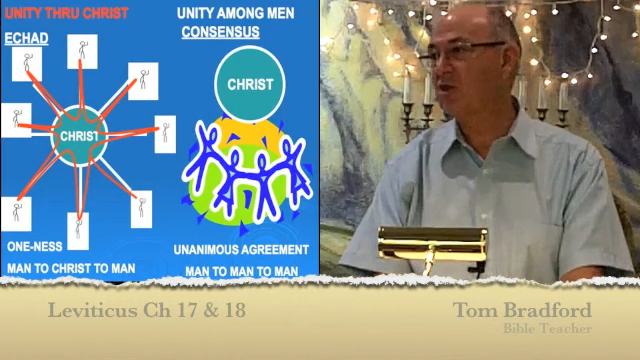 UNITY THRU CHRIST
ECHAD
CHRIST
ONE-NESS
MAN TO CHRIST TO MAN
UNITY AMONG MEN
CONSENSUS
CHRIST
UNANIMOUS AGREEMENT
MAN TO MAN TO MAN
Leviticus Ch 17 & 18
Tom Bradford
Bible Teacher